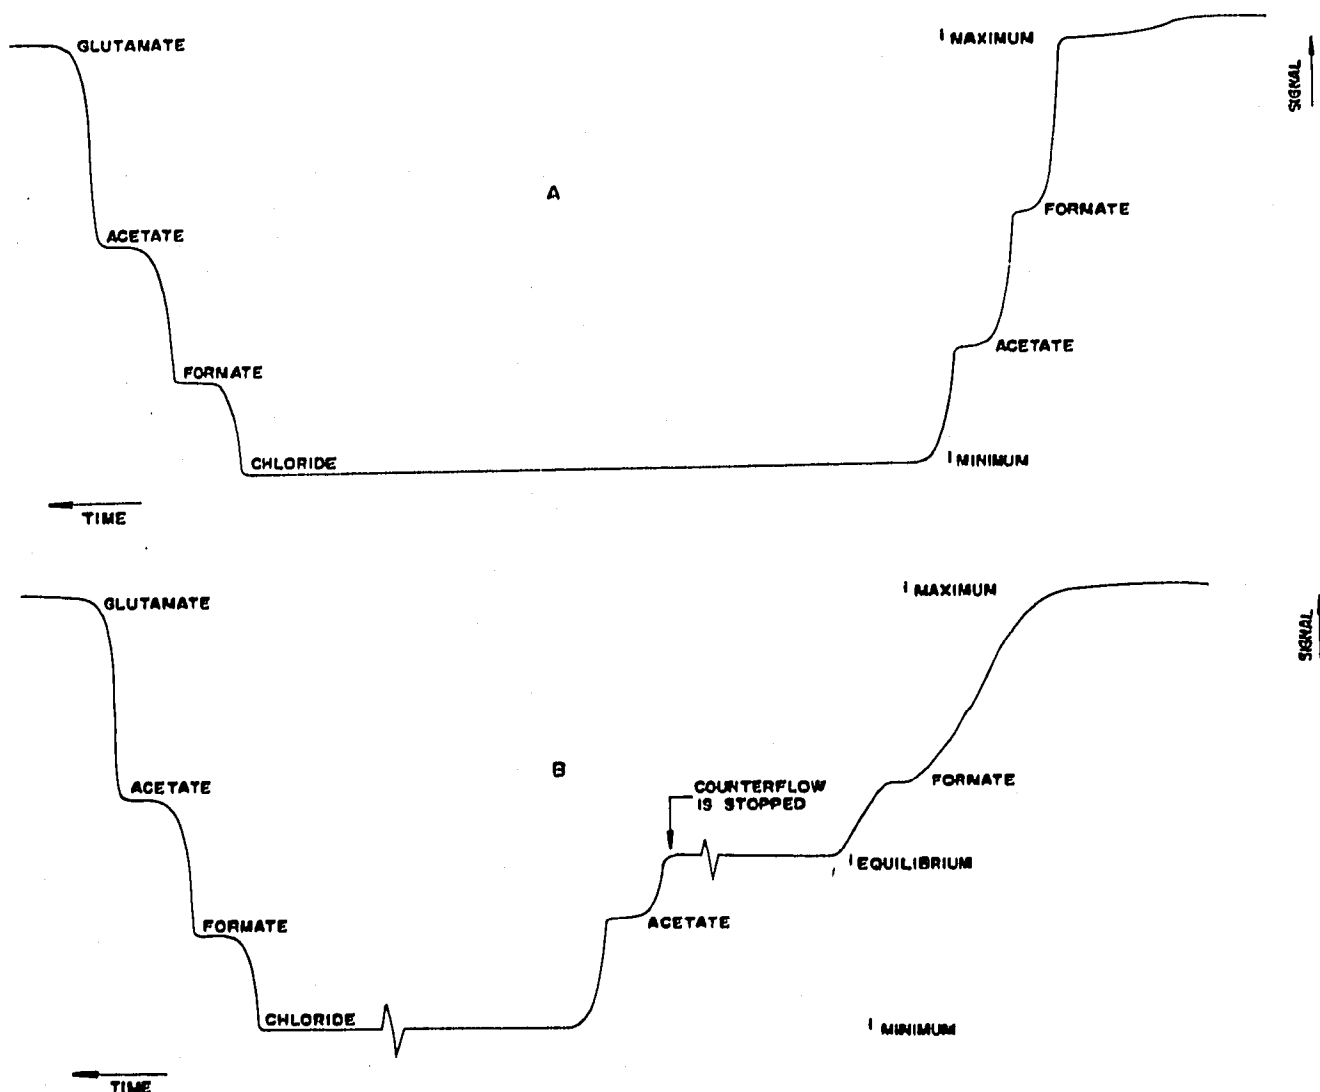 GLUTAMATE
I MAXIMUM
SIGNAL
A
ACETATE
FORMATE
FORMATE
ACETATE
CHLORIDE
I MINIMUM
TIME
GLUTAMATE
I MAXIMUM
SIGNAL
B
ACETATE
COUNTERFLOW
IS STOPPED
FORMATE
I EQUILIBRIUM
FORMATE
ACETATE
CHLORIDE
I MINIMUM
TIME